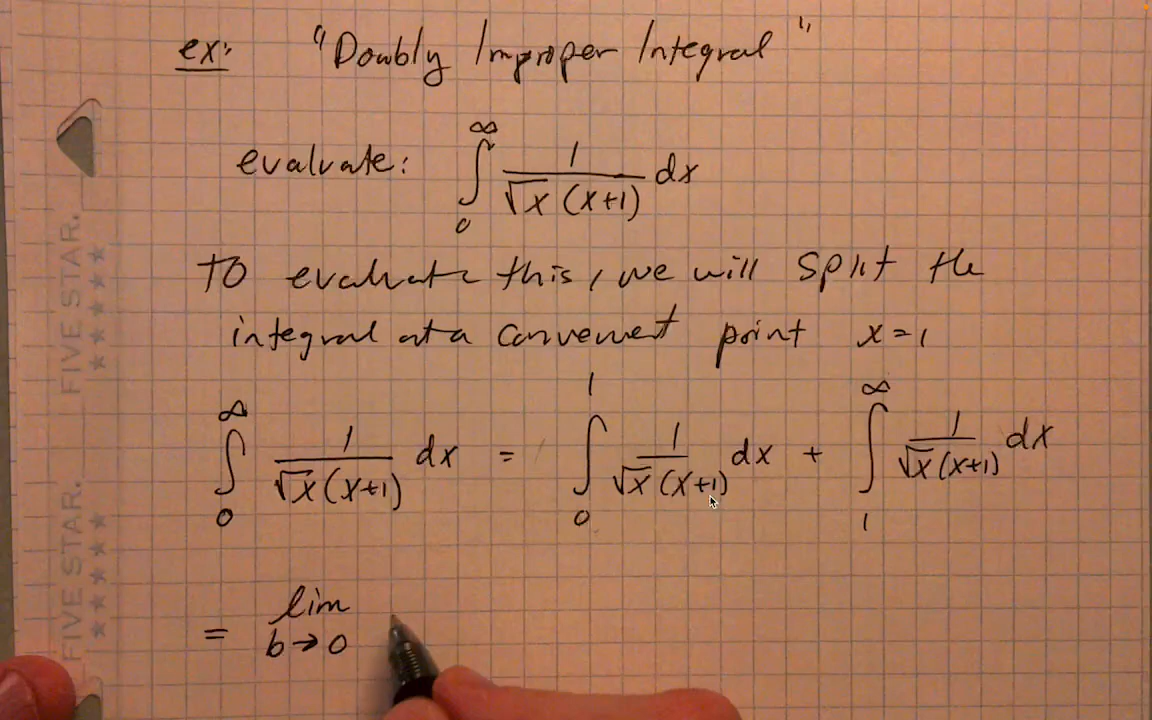 ex: "Doubly Improper Integral"
evaluate: ∫₀^∞ 1/(√x (x+1)) dx
TO evaluate this, we will split the
integral at a convenient point x=1
∫₀^∞ 1/(√x (x+1)) dx = ∫₀^1 1/(√x (x+1)) dx + ∫₁^∞ 1/(√x (x+1)) dx
= lim b→0
FIVE STAR.
FIVE STAR.